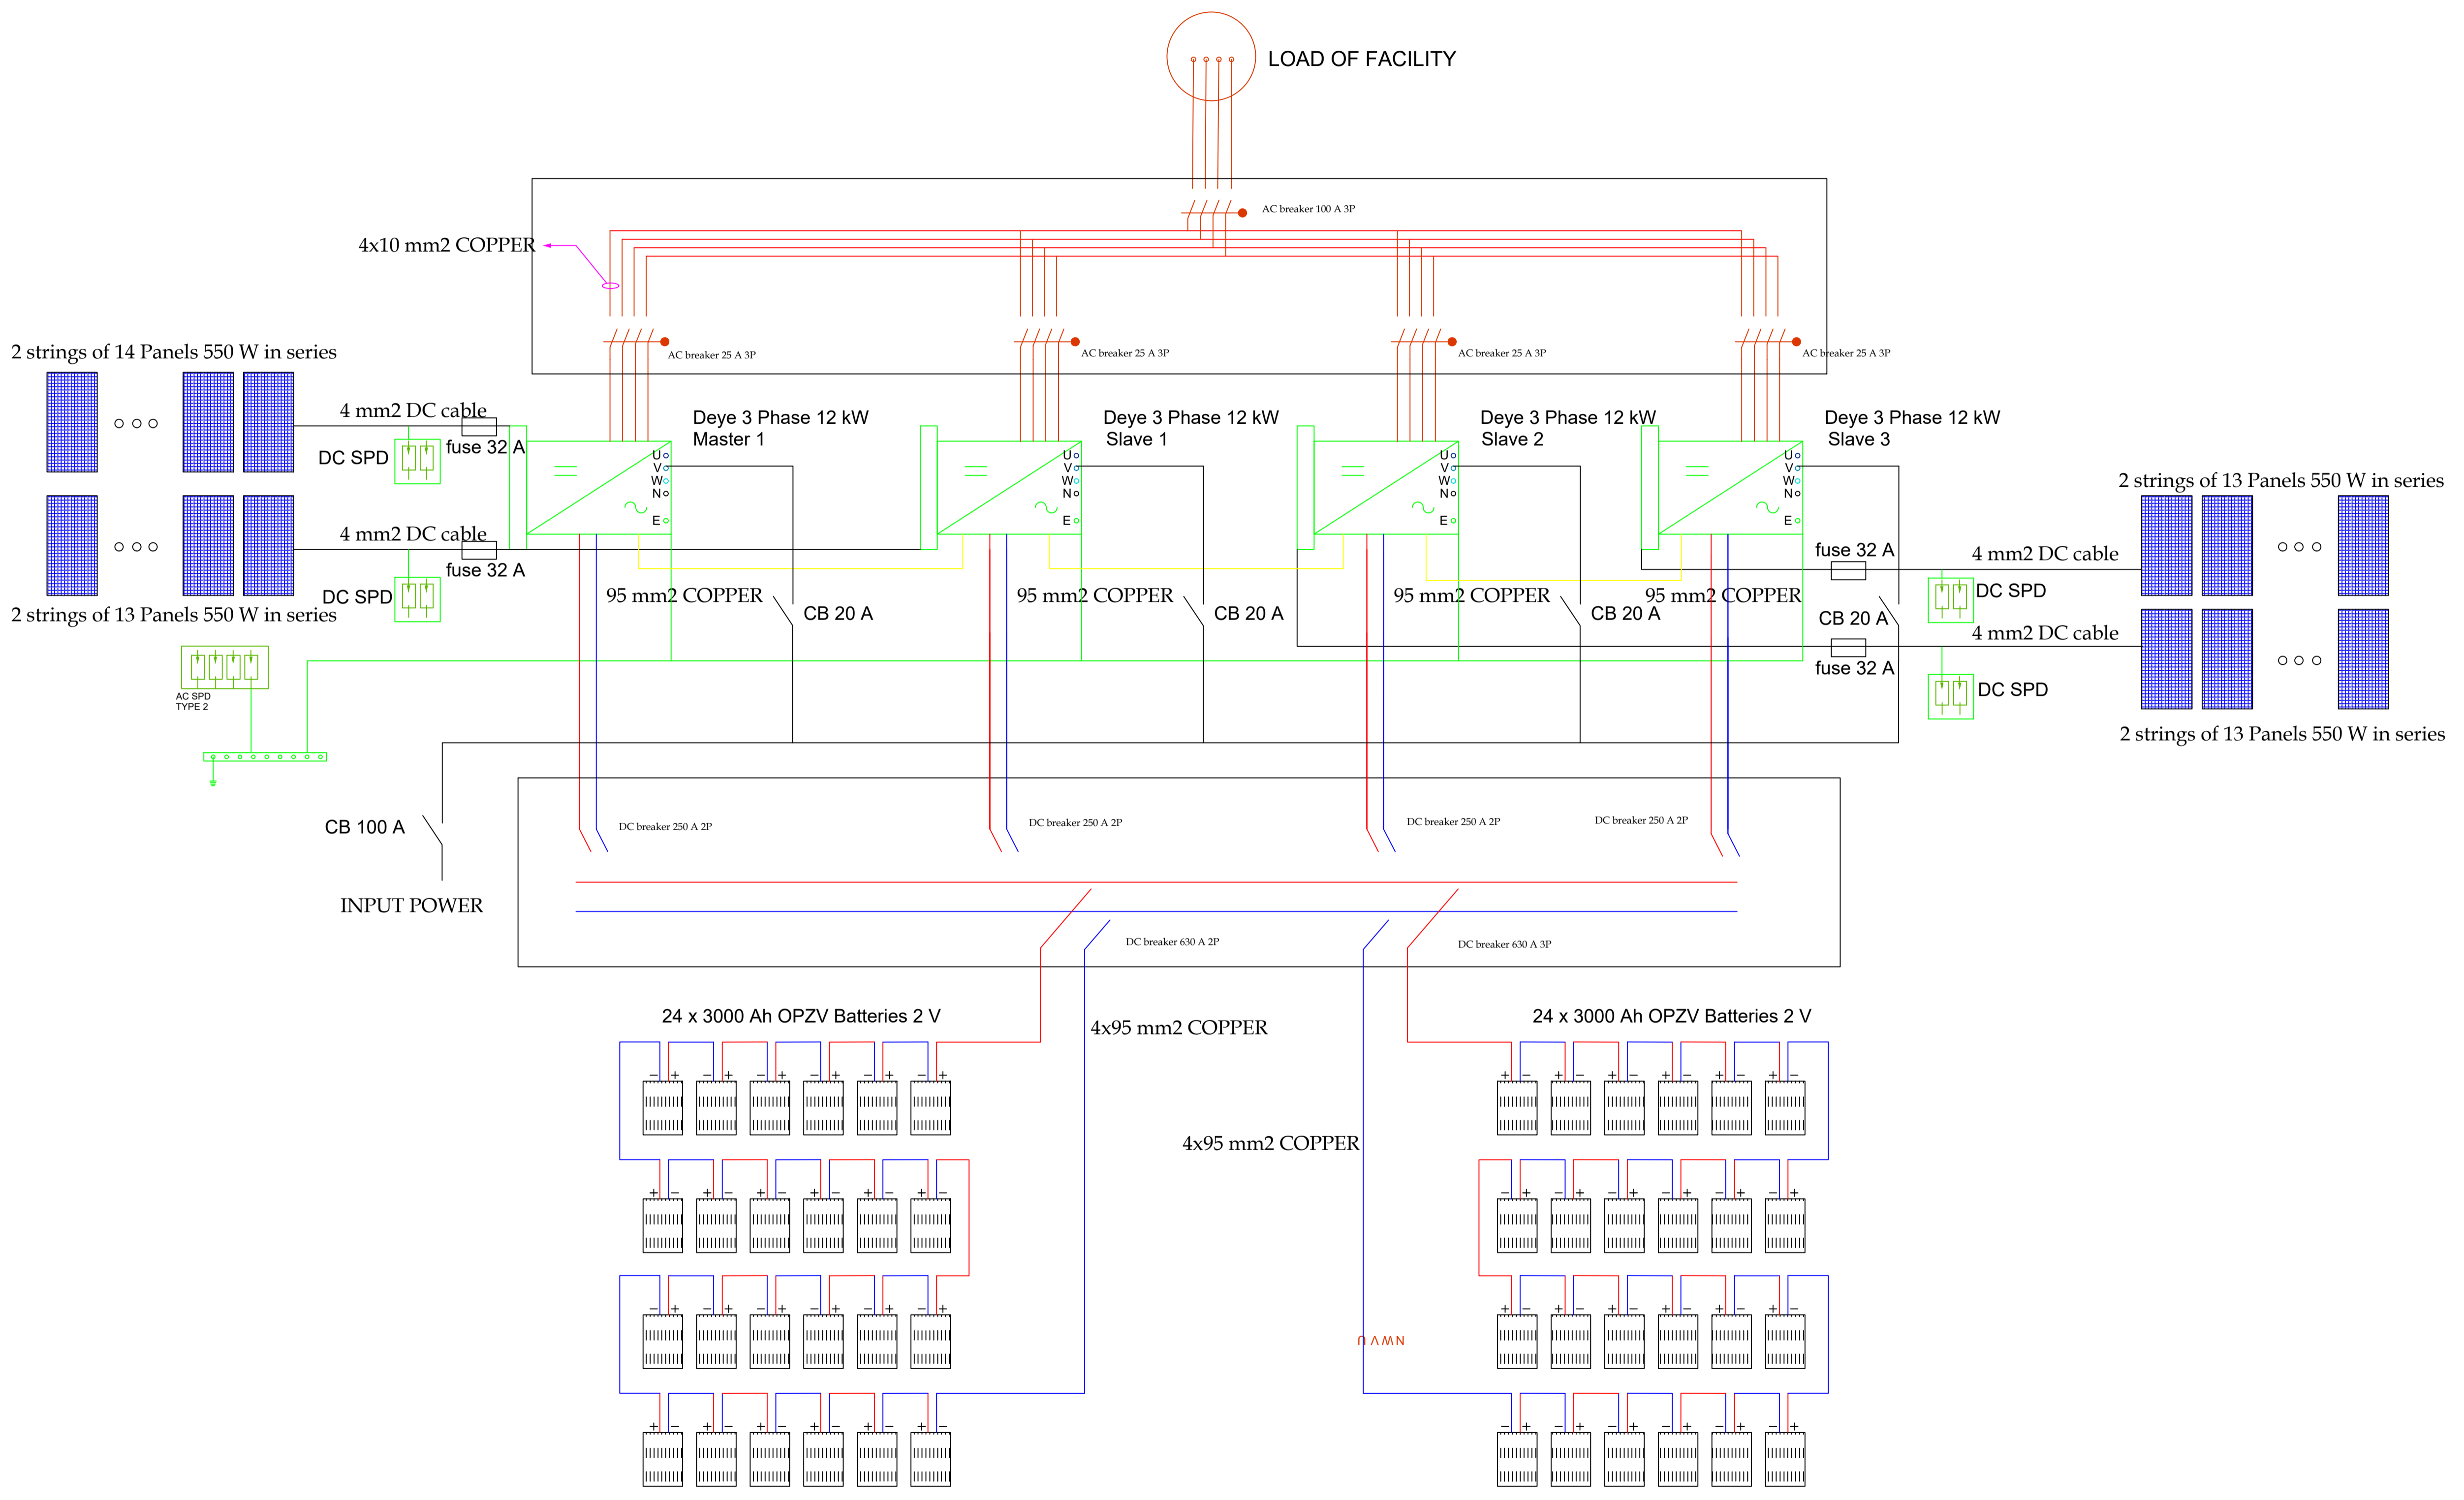 LOAD OF FACILITY
AC breaker 100 A 3P
4x10 mm2 COPPER
AC breaker 25 A 3P
AC breaker 25 A 3P
AC breaker 25 A 3P
AC breaker 25 A 3P
2 strings of 14 Panels 550 W in series
4 mm2 DC cable
fuse 32 A
DC SPD
Deye 3 Phase 12 kW
Master 1
Deye 3 Phase 12 kW
Slave 1
Deye 3 Phase 12 kW
Slave 2
Deye 3 Phase 12 kW
Slave 3
U
V
W
N
E
U
V
W
N
E
U
V
W
N
E
U
V
W
N
E
2 strings of 13 Panels 550 W in series
4 mm2 DC cable
fuse 32 A
DC SPD
2 strings of 13 Panels 550 W in series
95 mm2 COPPER
CB 20 A
95 mm2 COPPER
CB 20 A
95 mm2 COPPER
CB 20 A
95 mm2 COPPER
CB 20 A
fuse 32 A
4 mm2 DC cable
DC SPD
4 mm2 DC cable
fuse 32 A
DC SPD
2 strings of 13 Panels 550 W in series
AC SPD
TYPE 2
CB 100 A
INPUT POWER
DC breaker 250 A 2P
DC breaker 250 A 2P
DC breaker 250 A 2P
DC breaker 250 A 2P
DC breaker 630 A 2P
DC breaker 630 A 3P
24 x 3000 Ah OPZV Batteries 2 V
24 x 3000 Ah OPZV Batteries 2 V
4x95 mm2 COPPER
4x95 mm2 COPPER
− + − + − + − + − + − +
+ − + − + − + − + − + −
+ − + − + − + − + − + −
− + − + − + − + − + − +
− + − + − + − + − + − +
+ − + − + − + − + − + −
U V W N
+ − + − + − + − + − + −
− + − + − + − + − + − +